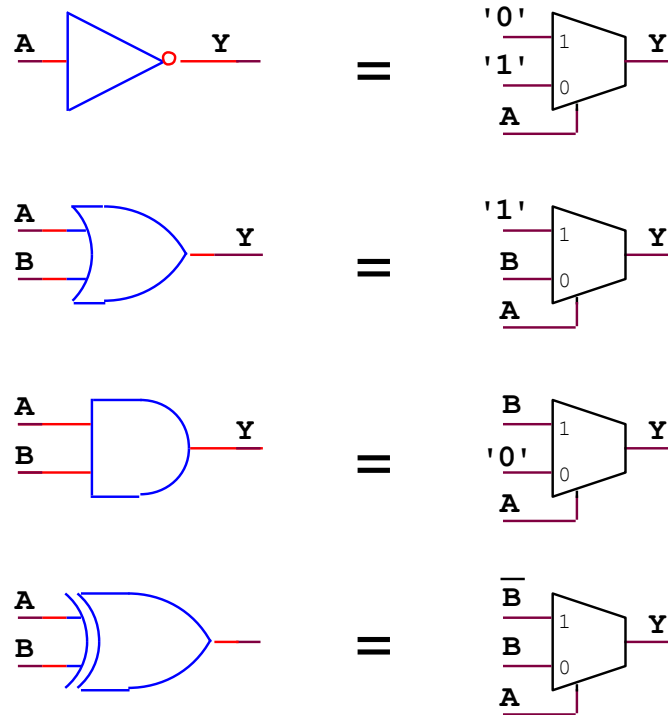 A Y = '0' 1 Y
'1' 0
A
A Y = '1' 1 Y
B B 0
A
A Y = B 1 Y
B '0' 0
A
A = B̅ 1 Y
B B 0
A